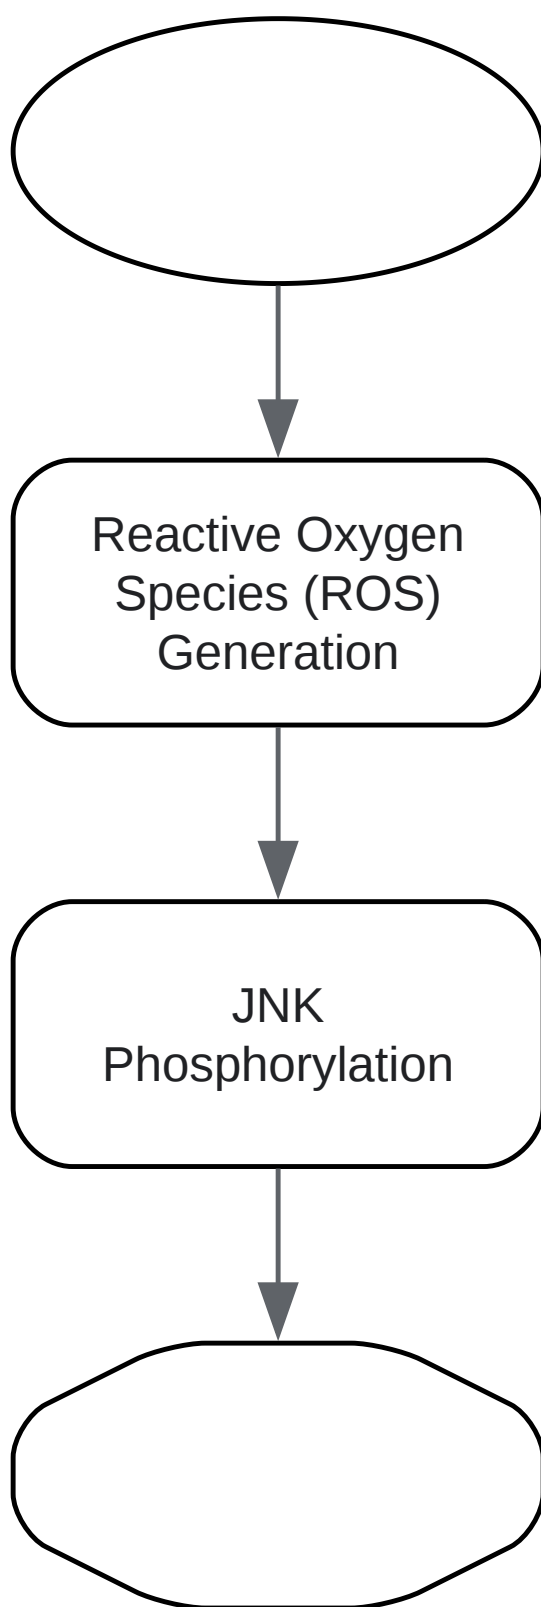 Reactive Oxygen
Species (ROS)
Generation
JNK
Phosphorylation